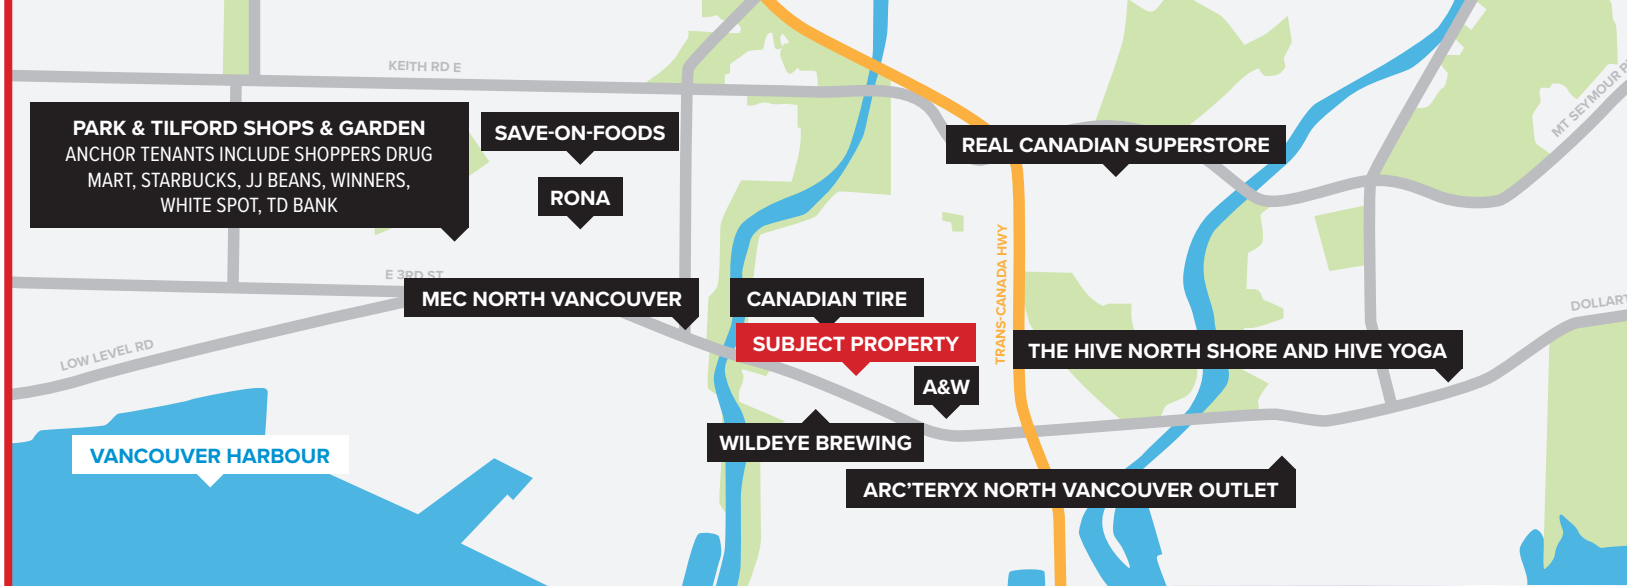 KEITH RD E
PARK & TILFORD SHOPS & GARDEN
ANCHOR TENANTS INCLUDE SHOPPERS DRUG
MART, STARBUCKS, JJ BEANS, WINNERS,
WHITE SPOT, TD BANK
SAVE-ON-FOODS
RONA
REAL CANADIAN SUPERSTORE
MT SEYMOUR
E 3RD ST
MEC NORTH VANCOUVER
CANADIAN TIRE
SUBJECT PROPERTY
A&W
TRANS-CANADA HWY
THE HIVE NORTH SHORE AND HIVE YOGA
DOLLART
LOW LEVEL RD
WILDEYE BREWING
VANCOUVER HARBOUR
ARC'TERYX NORTH VANCOUVER OUTLET